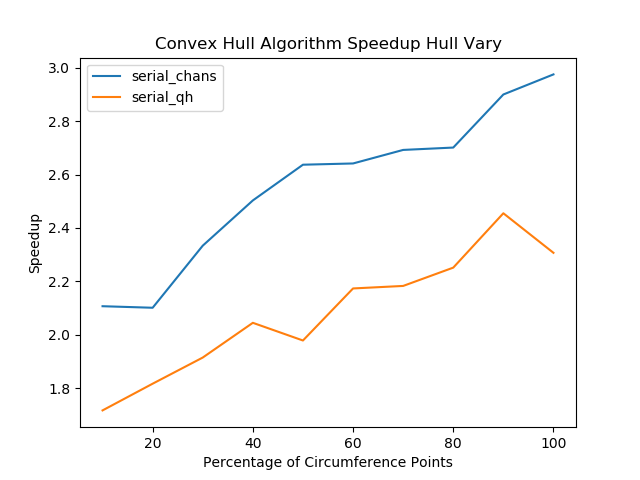 Convex Hull Algorithm Speedup Hull Vary
serial_chans
serial_qh
Speedup
3.0
2.8
2.6
2.4
2.2
2.0
1.8
20 40 60 80 100
Percentage of Circumference Points